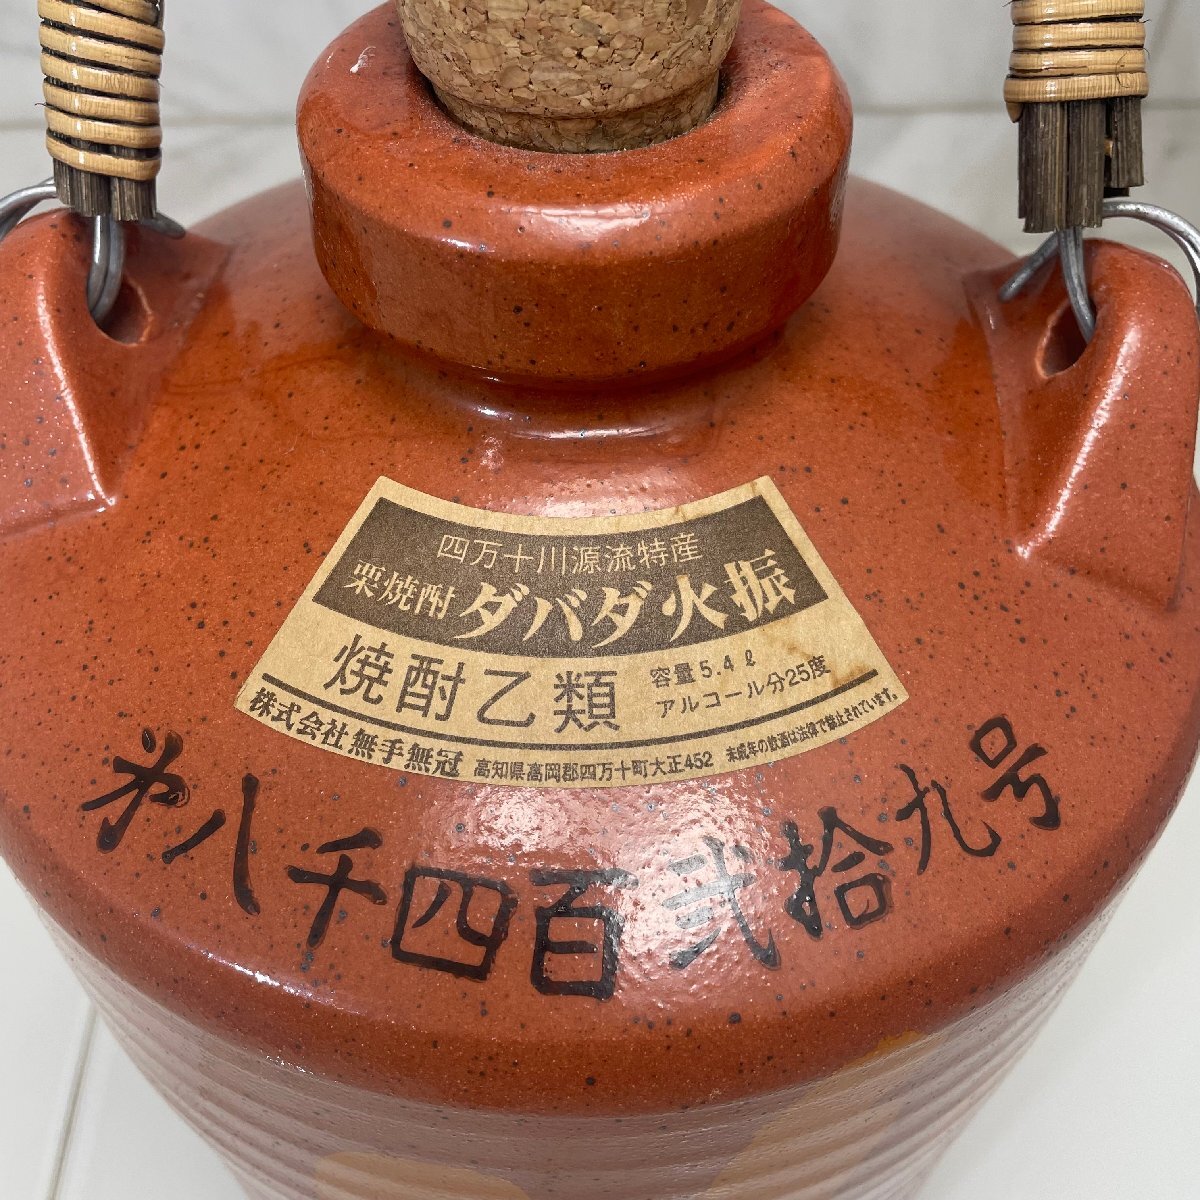 四万十川源流特産
栗焼酎 ダバダ火振
焼酎乙類 容量5.4ℓ
アルコール分25度
株式会社無手無冠 高知県高岡郡四万十町大正452 未成年の飲酒は法律で禁止されています。
第八千四百弐拾九号